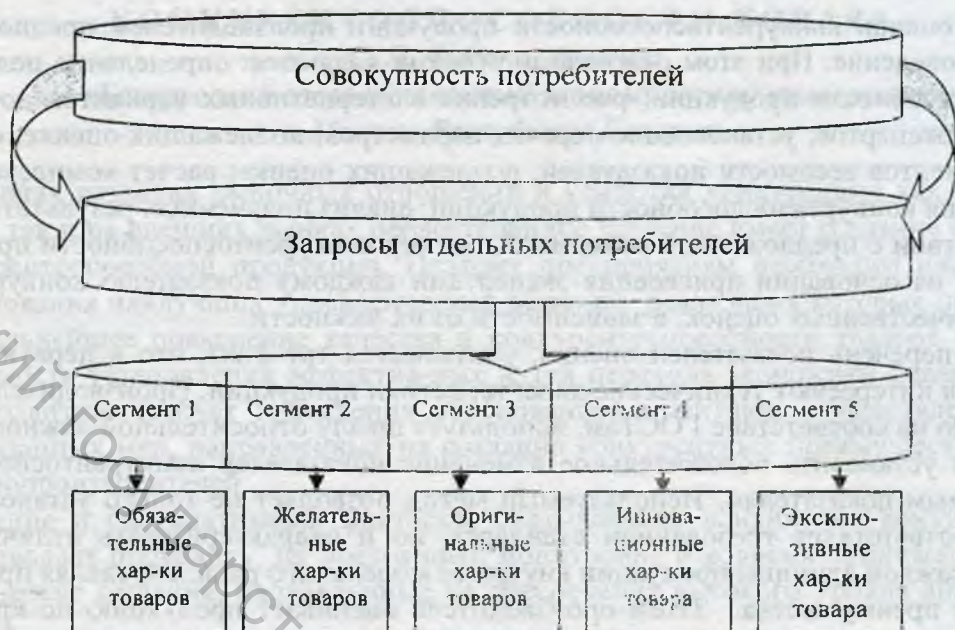 Совокупность потребителей
Запросы отдельных потребителей
Сегмент 1 Сегмент 2 Сегмент 3 Сегмент 4 Сегмент 5
Обяза- Желатель- Ориги- Иннова- Эксклю-
тельные ные нальные ционные зивные
хар-ки хар-ки хар-ки хар-ки хар-ки
товаров товаров товаров товара товара
кий государс